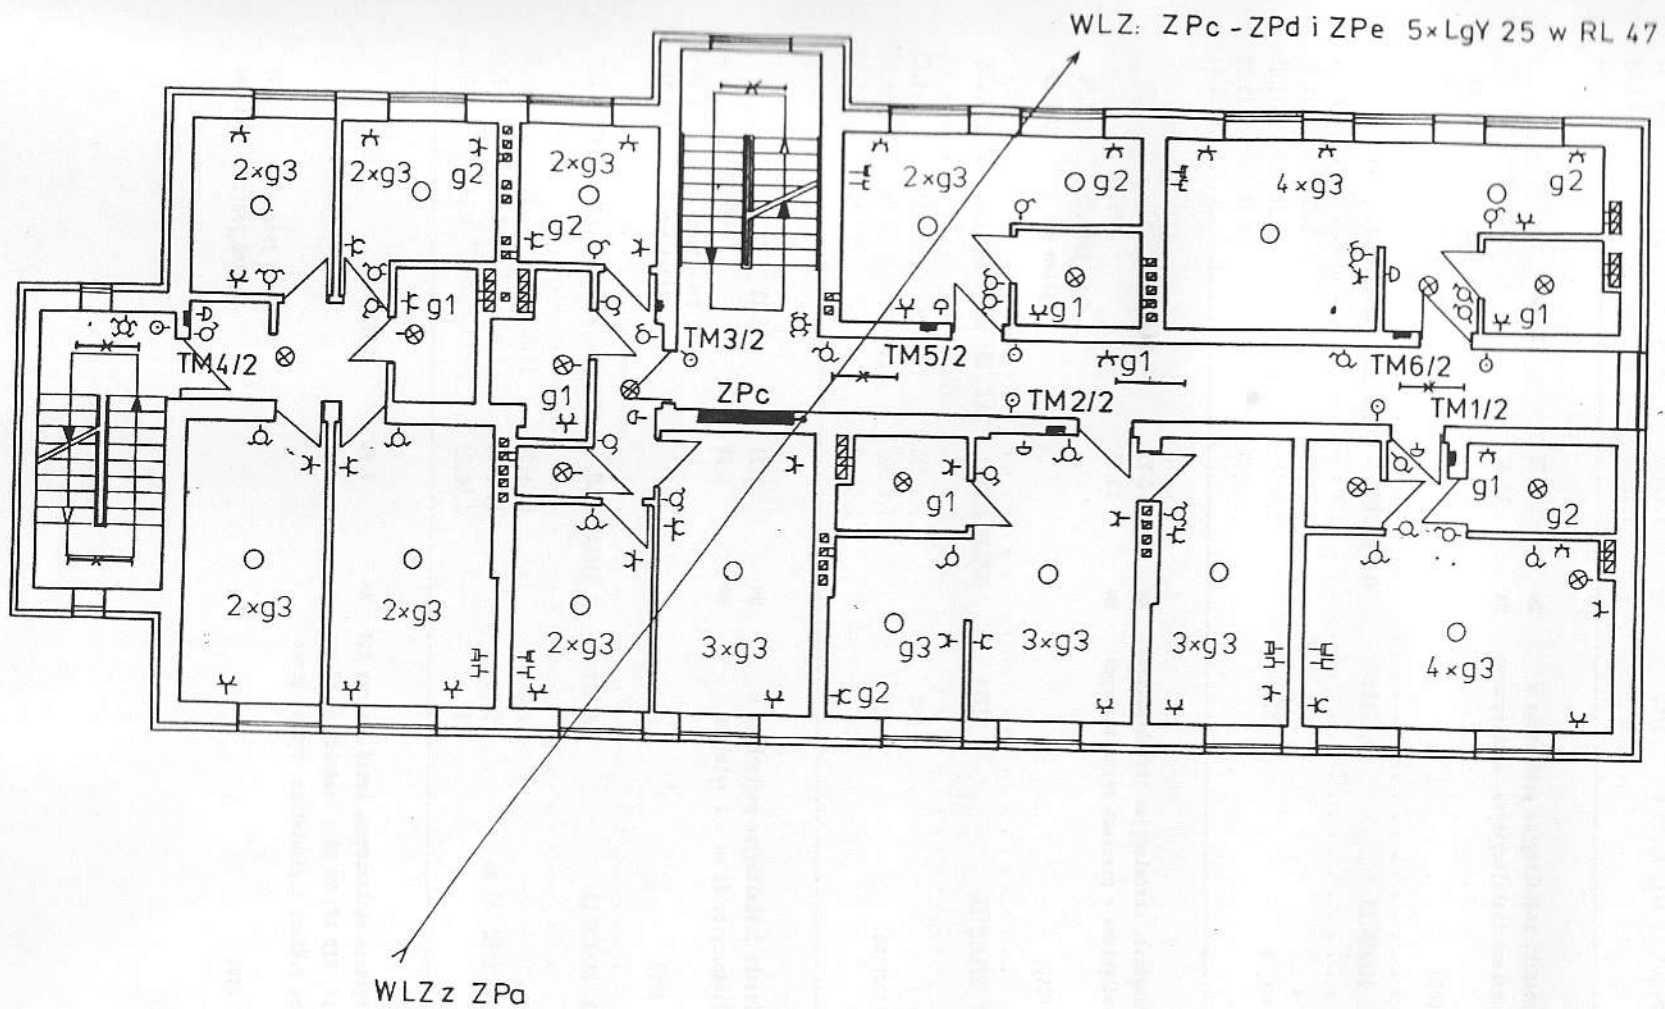 WLZ: ZPc - ZPd i ZPe 5×LgY 25 w RL 47
2×g3
2×g3 g2
2×g3
g2
2×g3
g2
4×g3
g2
g1
g1
g1
TM4/2
TM3/2
TM5/2
g1
TM6/2
g1
ZPc
TM2/2
TM1/2
g1
g1
g2
2×g3
2×g3
2×g3
3×g3
g3
g2
3×g3
3×g3
4×g3
WLZ z ZPa